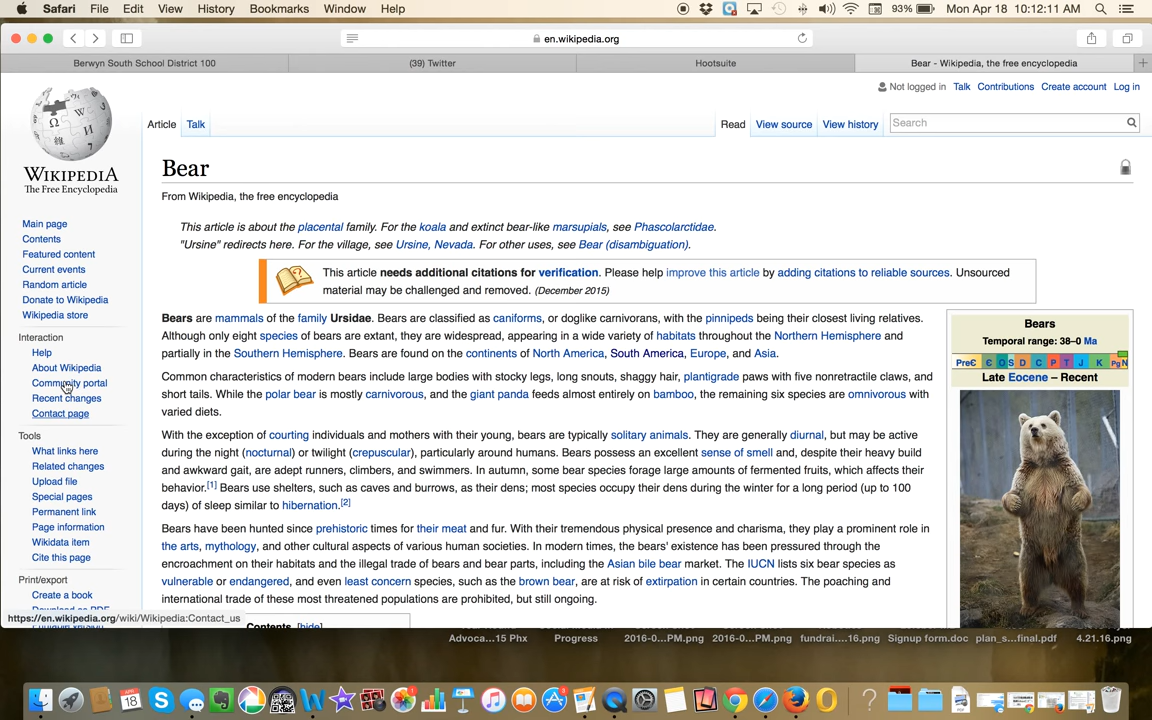 Safari File Edit View History Bookmarks Window Help 93% Mon Apr 18 10:12:11 AM
en.wikipedia.org
Berwyn South School District 100 (39) Twitter Hootsuite Bear - Wikipedia, the free encyclopedia
Not logged in Talk Contributions Create account Log in
Article Talk Read View source View history Search
WIKIPEDIA
The Free Encyclopedia
Main page
Contents
Featured content
Current events
Random article
Donate to Wikipedia
Wikipedia store
Interaction
Help
About Wikipedia
Community portal
Recent changes
Contact page
Tools
What links here
Related changes
Upload file
Special pages
Permanent link
Page information
Wikidata item
Cite this page
Print/export
Create a book
Download as PDF
https://en.wikipedia.org/wiki/Wikipedia:Contact_us
Bear
From Wikipedia, the free encyclopedia
This article is about the placental family. For the koala and extinct bear-like marsupials, see Phascolarctidae.
"Ursine" redirects here. For the village, see Ursine, Nevada. For other uses, see Bear (disambiguation).
This article needs additional citations for verification. Please help improve this article by adding citations to reliable sources. Unsourced
material may be challenged and removed. (December 2015)
Bears are mammals of the family Ursidae. Bears are classified as caniforms, or doglike carnivorans, with the pinnipeds being their closest living relatives.
Although only eight species of bears are extant, they are widespread, appearing in a wide variety of habitats throughout the Northern Hemisphere and
partially in the Southern Hemisphere. Bears are found on the continents of North America, South America, Europe, and Asia.
Common characteristics of modern bears include large bodies with stocky legs, long snouts, shaggy hair, plantigrade paws with five nonretractile claws, and
short tails. While the polar bear is mostly carnivorous, and the giant panda feeds almost entirely on bamboo, the remaining six species are omnivorous with
varied diets.
With the exception of courting individuals and mothers with their young, bears are typically solitary animals. They are generally diurnal, but may be active
during the night (nocturnal) or twilight (crepuscular), particularly around humans. Bears possess an excellent sense of smell and, despite their heavy build
and awkward gait, are adept runners, climbers, and swimmers. In autumn, some bear species forage large amounts of fermented fruits, which affects their
behavior.[1] Bears use shelters, such as caves and burrows, as their dens; most species occupy their dens during the winter for a long period (up to 100
days) of sleep similar to hibernation.[2]
Bears have been hunted since prehistoric times for their meat and fur. With their tremendous physical presence and charisma, they play a prominent role in
the arts, mythology, and other cultural aspects of various human societies. In modern times, the bears' existence has been pressured through the
encroachment on their habitats and the illegal trade of bears and bear parts, including the Asian bile bear market. The IUCN lists six bear species as
vulnerable or endangered, and even least concern species, such as the brown bear, are at risk of extirpation in certain countries. The poaching and
international trade of these most threatened populations are prohibited, but still ongoing.
Contents [hide]
Bears
Temporal range: 38–0 Ma
PreЄ Є O S D C P T J K PgN
Late Eocene – Recent
Advoca...15 Phx Progress 2016-0...PM.png 2016-0...PM.png fundrai....16.png Signup form.doc plan_s...final.pdf 4.21.16.png